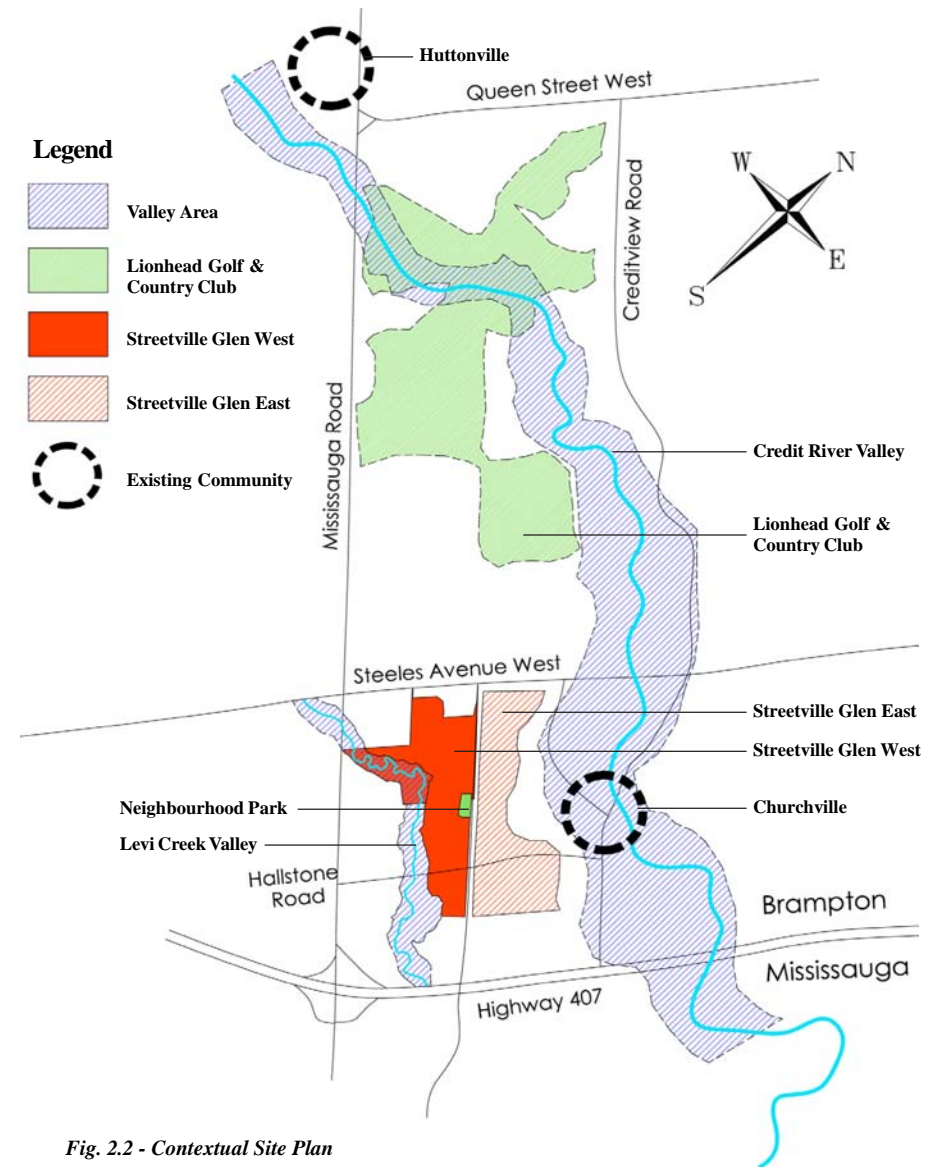 Huttonville
Queen Street West
Legend
Valley Area
Lionhead Golf &
Country Club
Streetville Glen West
Streetville Glen East
Existing Community
W
N
S
E
Creditview Road
Mississauga Road
Credit River Valley
Lionhead Golf &
Country Club
Steeles Avenue West
Streetville Glen East
Streetville Glen West
Neighbourhood Park
Churchville
Levi Creek Valley
Hallstone
Road
Brampton
Mississauga
Highway 407
Fig. 2.2 - Contextual Site Plan